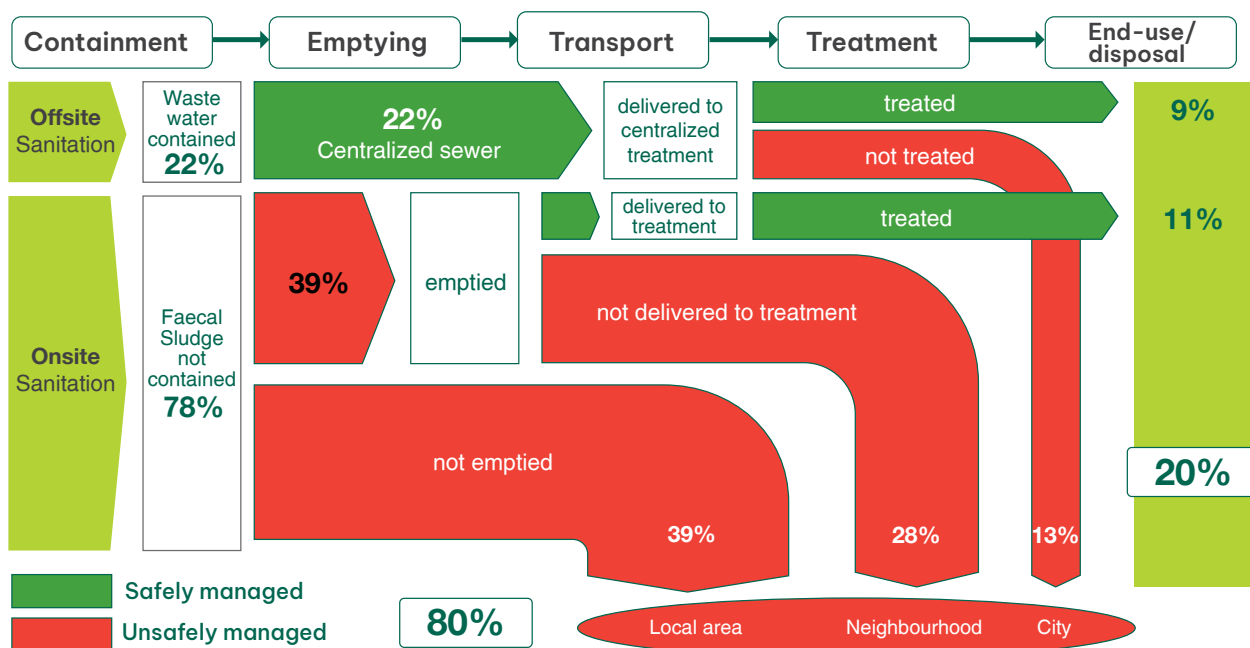 Containment
Emptying
Transport
Treatment
End-use/
disposal
Offsite
Sanitation
Waste
water
contained
22%
22%
Centralized sewer
delivered to
centralized
treatment
treated
9%
not treated
Onsite
Sanitation
Faecal
Sludge
not
contained
78%
39%
emptied
delivered to
treatment
treated
11%
not delivered to treatment
not emptied
20%
39%
28%
13%
Safely managed
Unsafely managed
80%
Local area
Neighbourhood
City